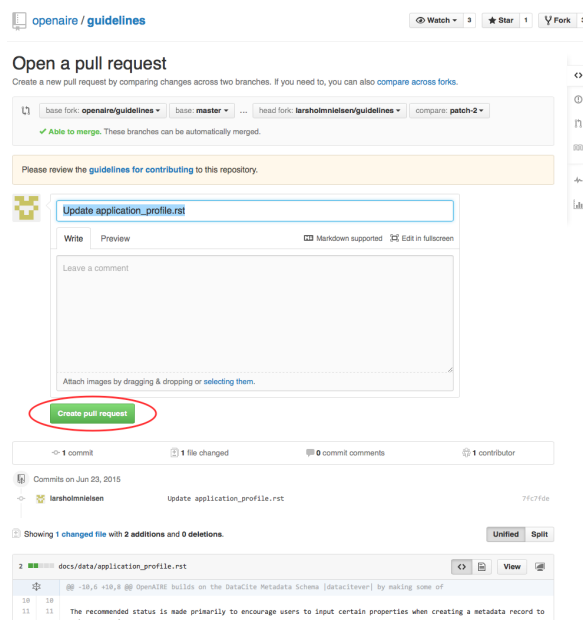 openaire / guidelines
Watch 3 Star 1 Fork 3
Open a pull request
Create a new pull request by comparing changes across two branches. If you need to, you can also compare across forks.
base fork: openaire/guidelines base: master ... head fork: larsholmnielsen/guidelines compare: patch-2
✓ Able to merge. These branches can be automatically merged.
Please review the guidelines for contributing to this repository.
Update application_profile.rst
Write Preview Markdown supported Edit in fullscreen
Leave a comment
Attach images by dragging & dropping or selecting them.
Create pull request
1 commit 1 file changed 0 commit comments 1 contributor
Commits on Jun 23, 2015
larsholmnielsen Update application_profile.rst 7fc7fde
Showing 1 changed file with 2 additions and 0 deletions.
Unified Split
2 docs/data/application_profile.rst <> View
@@ -10,6 +10,8 @@ OpenAIRE builds on the DataCite Metadata Schema |datacitever| by making some of
10 10
11 11 The recommended status is made primarily to encourage users to input certain properties when creating a metadata record to